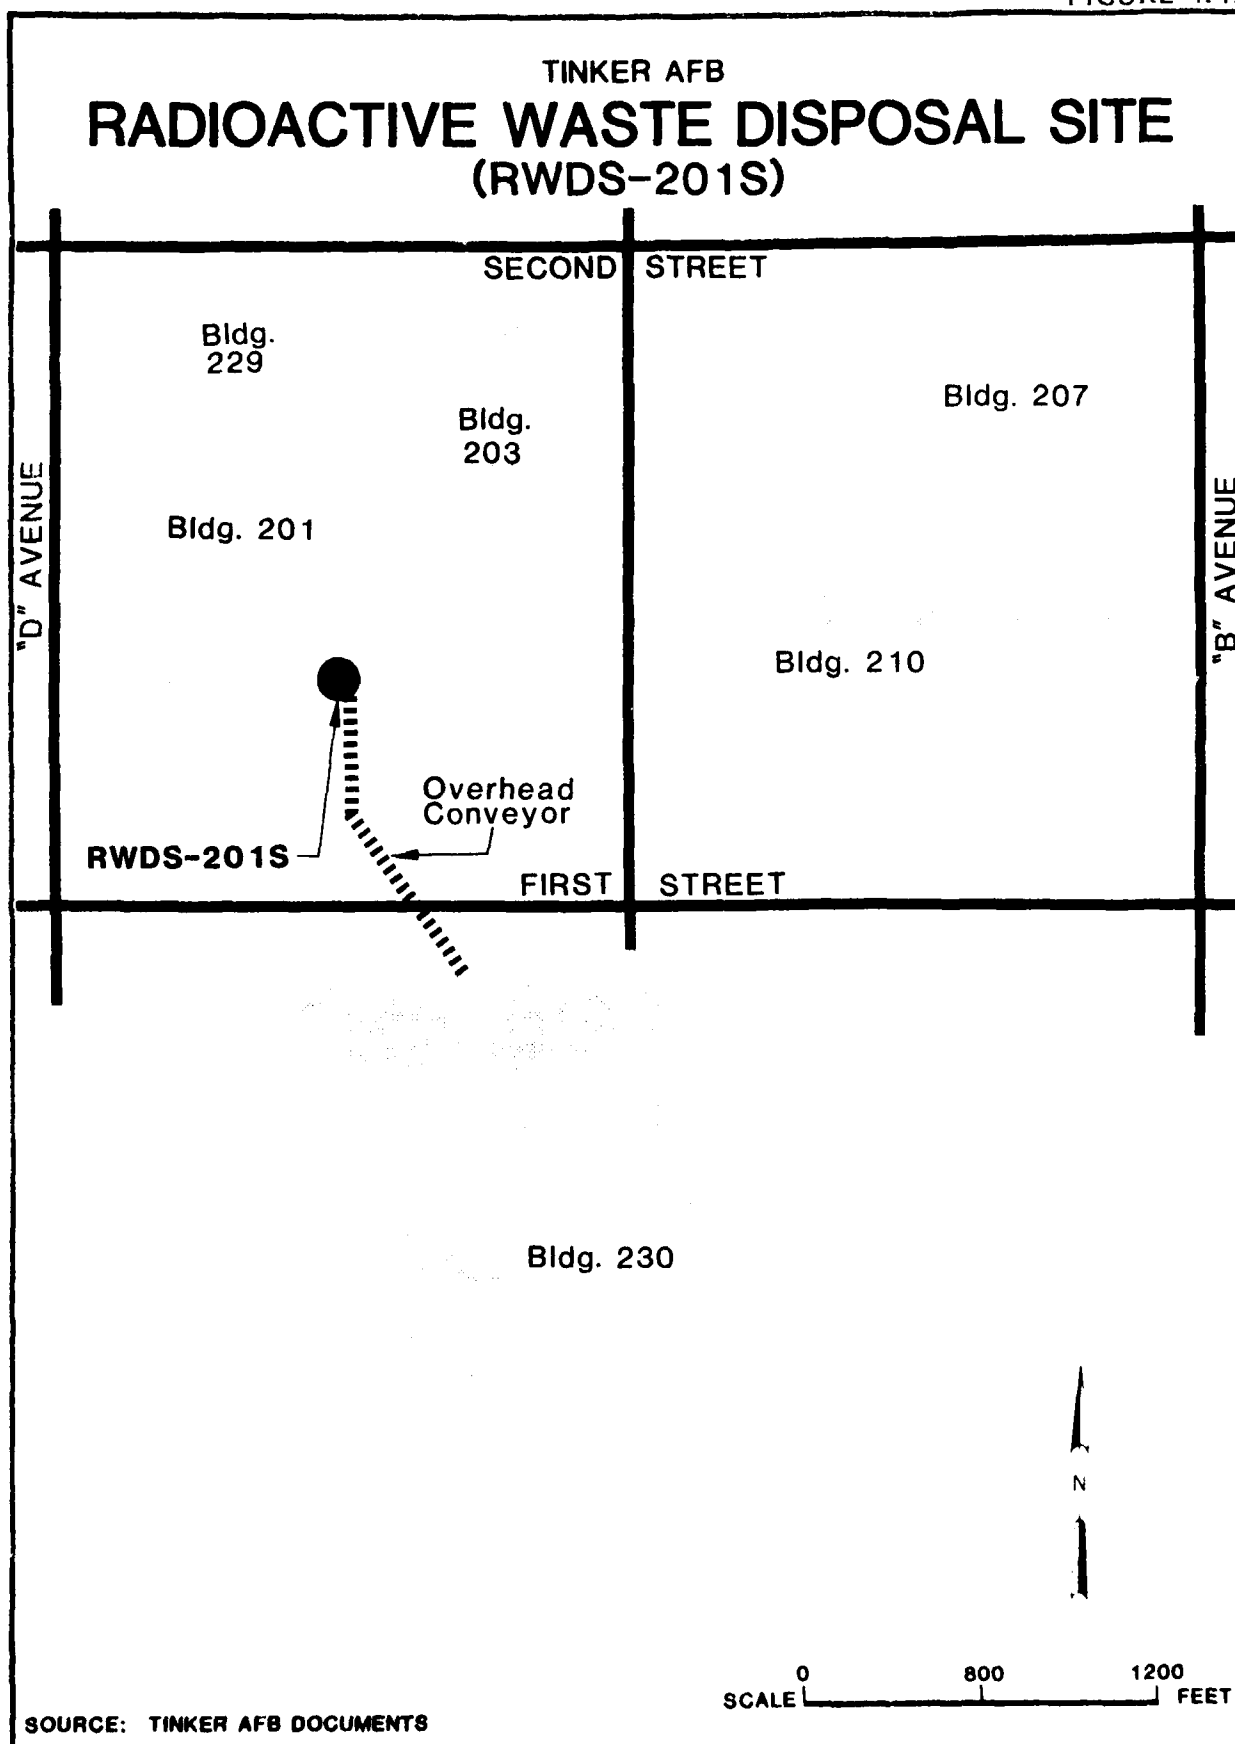 TINKER AFB
RADIOACTIVE WASTE DISPOSAL SITE
(RWDS-201S)
SECOND STREET
Bldg.
229
Bldg. 207
Bldg.
203
"D" AVENUE
"B" AVENUE
Bldg. 201
Bldg. 210
Overhead
Conveyor
RWDS-201S
FIRST STREET
Bldg. 230
N
0 800 1200
SCALE FEET
SOURCE: TINKER AFB DOCUMENTS